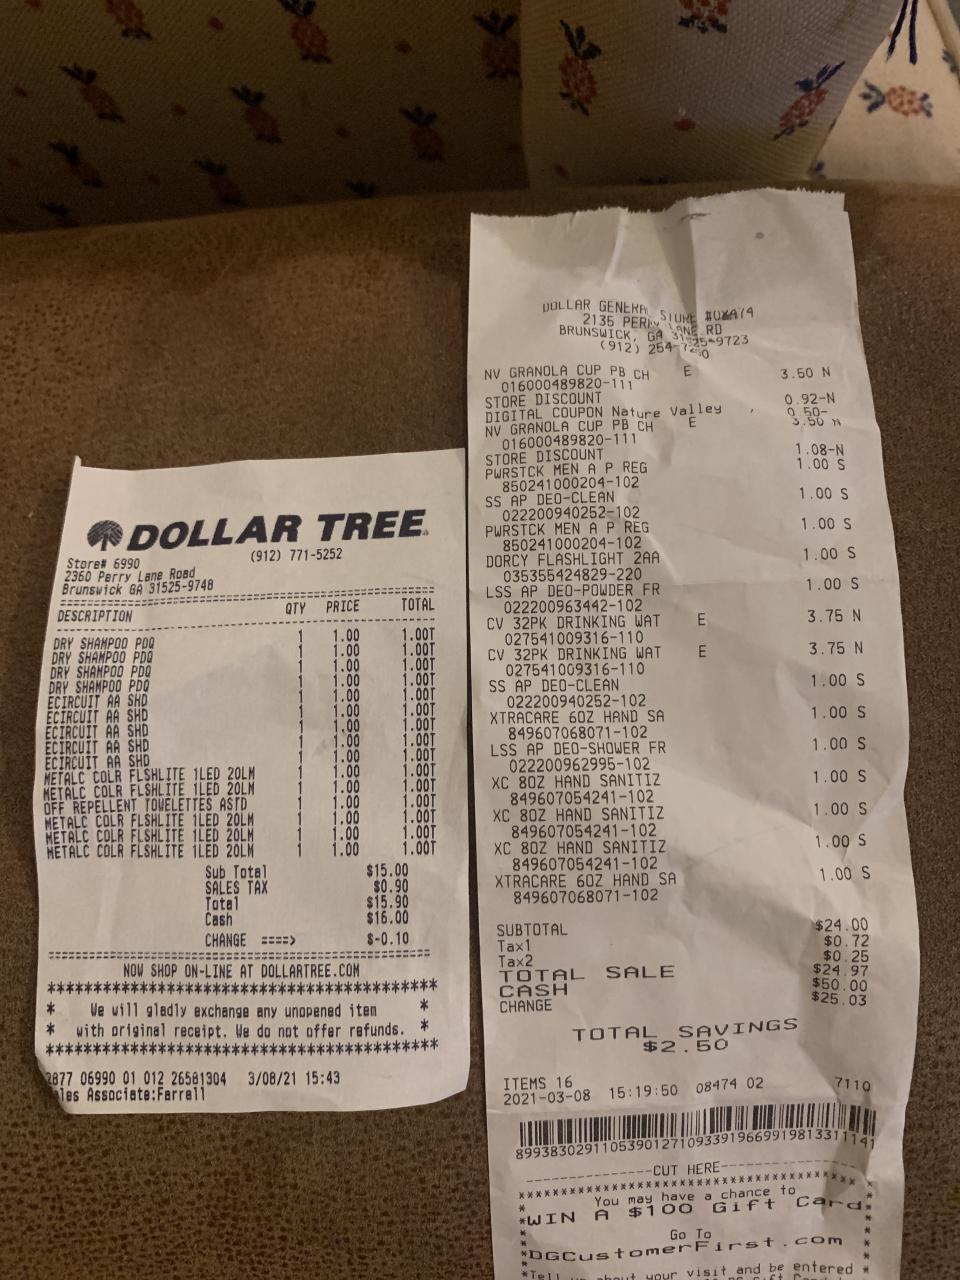 DOLLAR TREE
(912) 771-5252
Store# 6990
2360 Perry Lane Road
Brunswick GA 31525-9748
DESCRIPTION QTY PRICE TOTAL
DRY SHAMPOO PDQ 1 1.00 1.00T
DRY SHAMPOO PDQ 1 1.00 1.00T
DRY SHAMPOO PDQ 1 1.00 1.00T
DRY SHAMPOO PDQ 1 1.00 1.00T
ECIRCUIT AA SHD 1 1.00 1.00T
ECIRCUIT AA SHD 1 1.00 1.00T
ECIRCUIT AA SHD 1 1.00 1.00T
ECIRCUIT AA SHD 1 1.00 1.00T
ECIRCUIT AA SHD 1 1.00 1.00T
METALC COLR FLSHLITE 1LED 20LM 1 1.00 1.00T
METALC COLR FLSHLITE 1LED 20LM 1 1.00 1.00T
OFF REPELLENT TOWELETTES ASTD 1 1.00 1.00T
METALC COLR FLSHLITE 1LED 20LM 1 1.00 1.00T
METALC COLR FLSHLITE 1LED 20LM 1 1.00 1.00T
METALC COLR FLSHLITE 1LED 20LM 1 1.00 1.00T
Sub Total $15.00
SALES TAX $0.90
Total $15.90
Cash $16.00
CHANGE ====> $-0.10
NOW SHOP ON-LINE AT DOLLARTREE.COM
****************************************
* We will gladly exchange any unopened item *
* with original receipt. We do not offer refunds. *
****************************************
2877 06990 01 012 26581304 3/08/21 15:43
les Associate:Farrell
DOLLAR GENERAL STORE #08474
2135 PERRY LANE RD
BRUNSWICK, GA 31525-9723
(912) 254-
NV GRANOLA CUP PB CH E 3.50 N
016000489820-111
STORE DISCOUNT 0.92-N
DIGITAL COUPON Nature Valley 0.50-
NV GRANOLA CUP PB CH E 3.50 N
016000489820-111
STORE DISCOUNT 1.08-N
PWRSTCK MEN A P REG 1.00 S
850241000204-102
SS AP DEO-CLEAN 1.00 S
022200940252-102
PWRSTCK MEN A P REG 1.00 S
850241000204-102
DORCY FLASHLIGHT 2AA 1.00 S
035355424829-220
LSS AP DEO-POWDER FR 1.00 S
022200963442-102
CV 32PK DRINKING WAT E 3.75 N
027541009316-110
CV 32PK DRINKING WAT E 3.75 N
027541009316-110
SS AP DEO-CLEAN 1.00 S
022200940252-102
XTRACARE 6OZ HAND SA 1.00 S
849607068071-102
LSS AP DEO-SHOWER FR 1.00 S
022200962995-102
XC 8OZ HAND SANITIZ 1.00 S
849607054241-102
XC 8OZ HAND SANITIZ 1.00 S
849607054241-102
XC 8OZ HAND SANITIZ 1.00 S
849607054241-102
XTRACARE 6OZ HAND SA 1.00 S
849607068071-102
SUBTOTAL $24.00
Tax1 $0.72
Tax2 $0.25
TOTAL SALE $24.97
CASH $50.00
CHANGE $25.03
TOTAL SAVINGS
$2.50
ITEMS 16
2021-03-08 15:19:50 08474 02 7110
89938302911053901271093391966991981331​1141
CUT HERE
You may have a chance to
*WIN A $100 Gift Card*
Go To
*DGCustomerFirst.com
*Tell us about your visit and be entered *